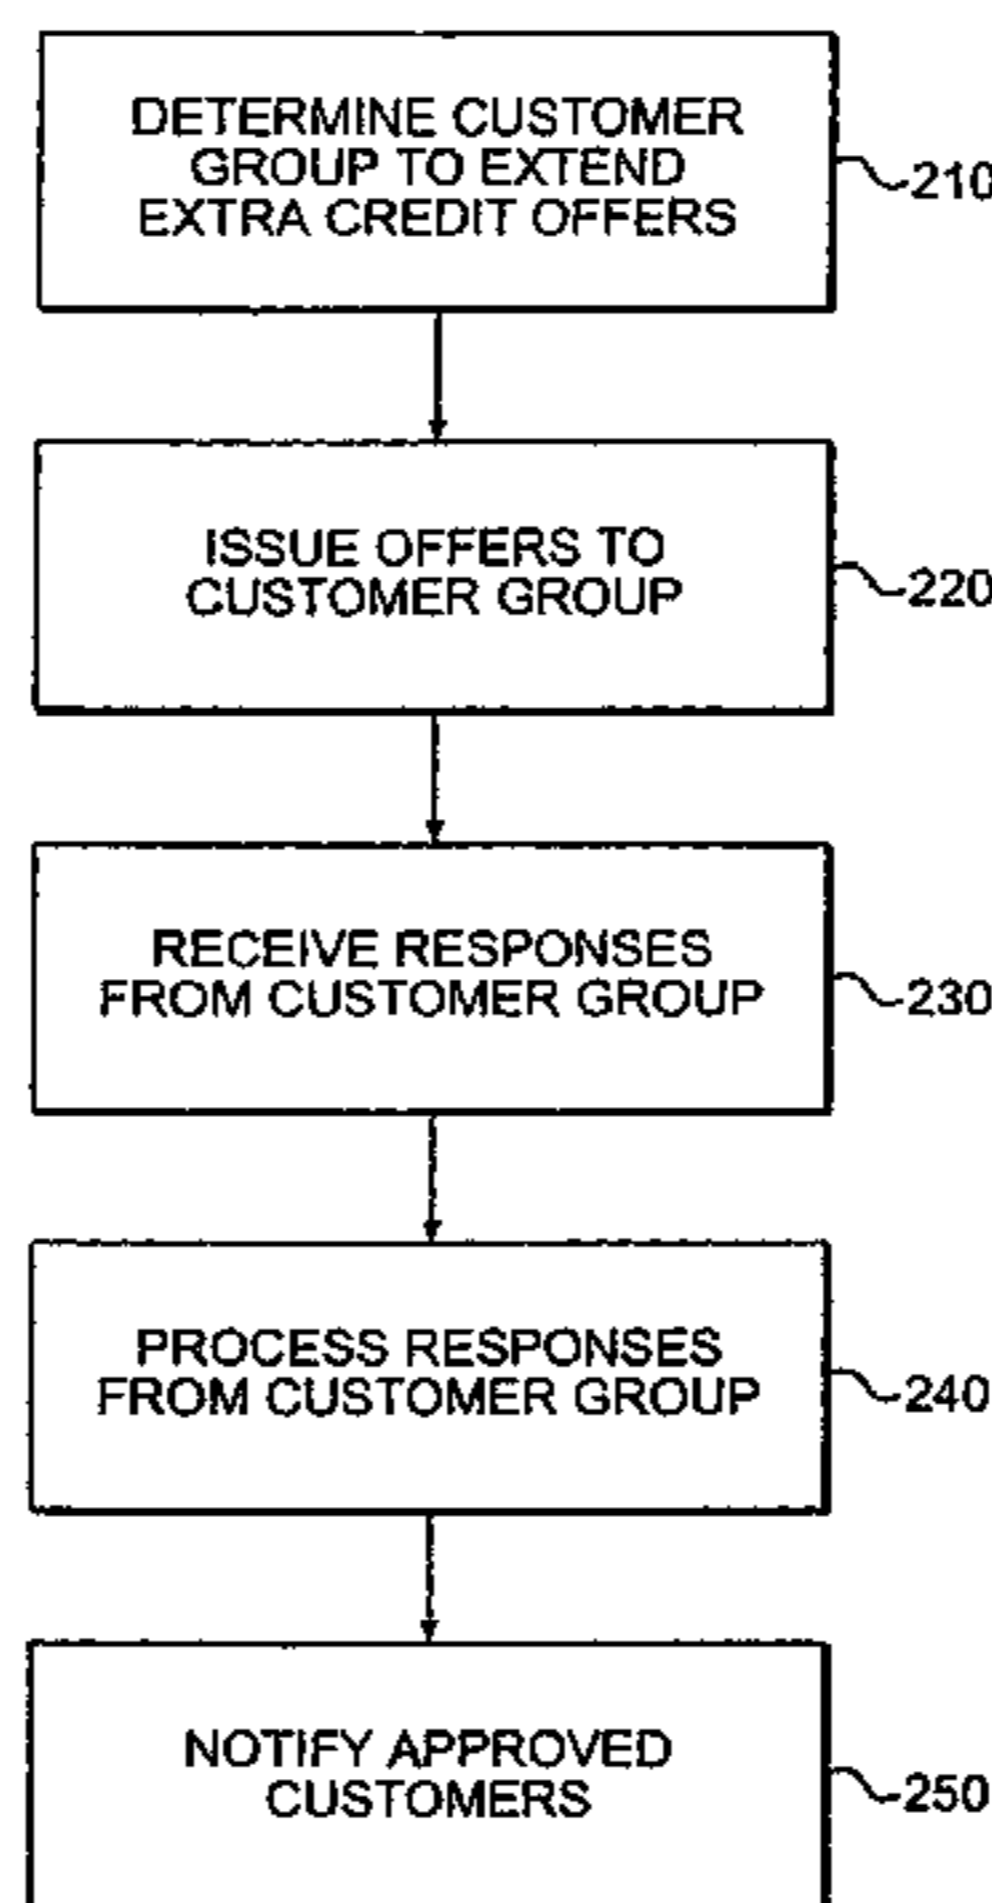 DETERMINE CUSTOMER
GROUP TO EXTEND
EXTRA CREDIT OFFERS
210
ISSUE OFFERS TO
CUSTOMER GROUP
220
RECEIVE RESPONSES
FROM CUSTOMER GROUP
230
PROCESS RESPONSES
FROM CUSTOMER GROUP
240
NOTIFY APPROVED
CUSTOMERS
250